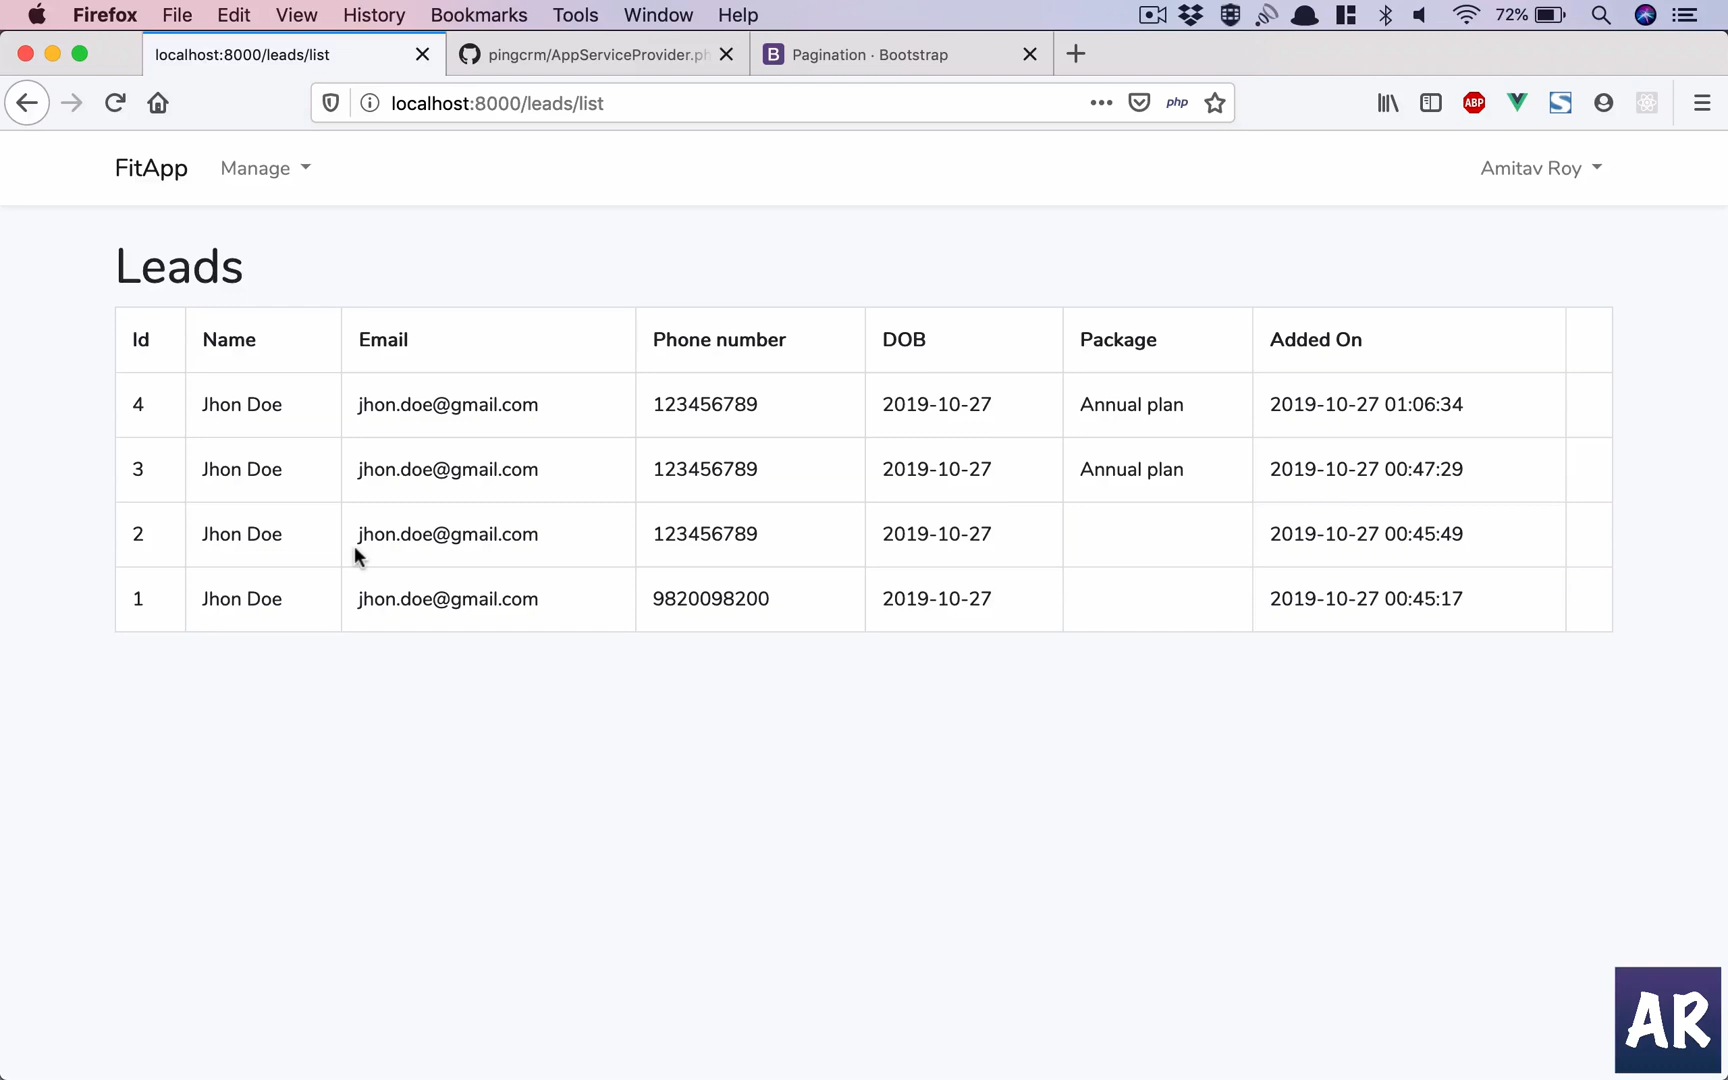 Firefox File Edit View History Bookmarks Tools Window Help 72%
localhost:8000/leads/list pingcrm/AppServiceProvider.ph Pagination · Bootstrap
localhost:8000/leads/list php ABP
FitApp Manage Amitav Roy
Leads
Id Name Email Phone number DOB Package Added On
4 Jhon Doe jhon.doe@gmail.com 123456789 2019-10-27 Annual plan 2019-10-27 01:06:34
3 Jhon Doe jhon.doe@gmail.com 123456789 2019-10-27 Annual plan 2019-10-27 00:47:29
2 Jhon Doe jhon.doe@gmail.com 123456789 2019-10-27 2019-10-27 00:45:49
1 Jhon Doe jhon.doe@gmail.com 9820098200 2019-10-27 2019-10-27 00:45:17
AR